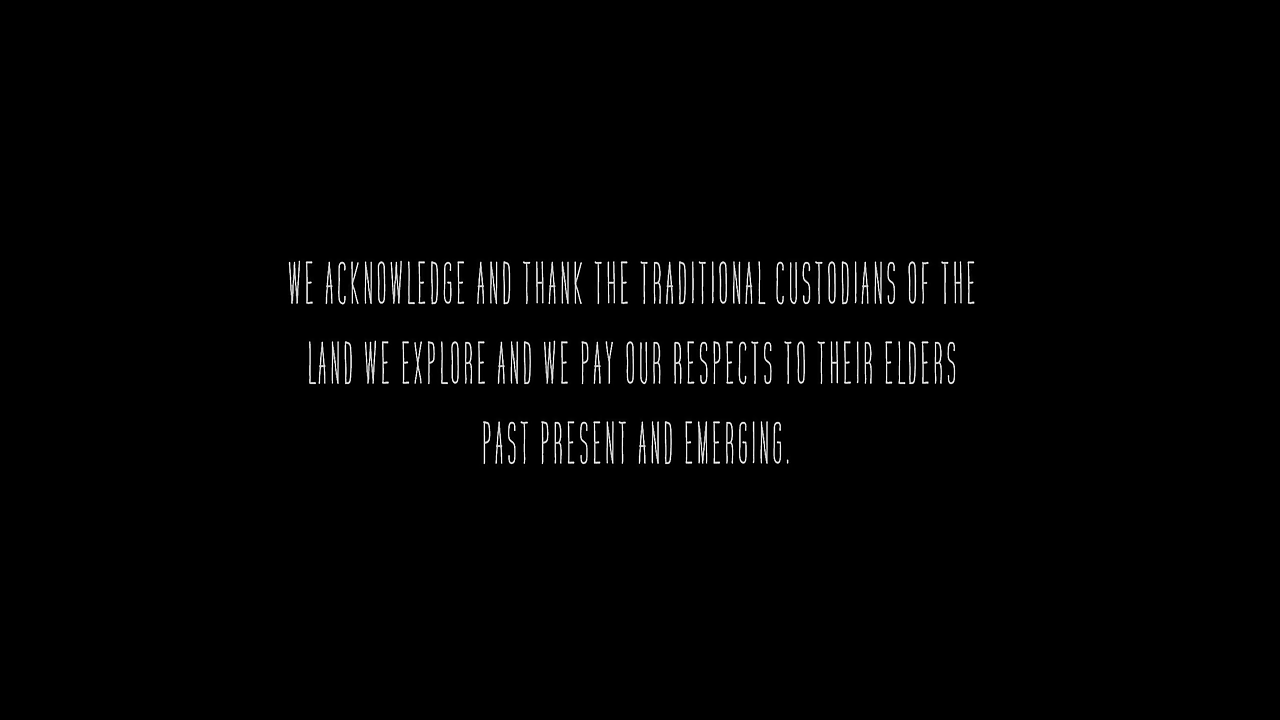 WE ACKNOWLEDGE AND THANK THE TRADITIONAL CUSTODIANS OF THE
LAND WE EXPLORE AND WE PAY OUR RESPECTS TO THEIR ELDERS
PAST PRESENT AND EMERGING.